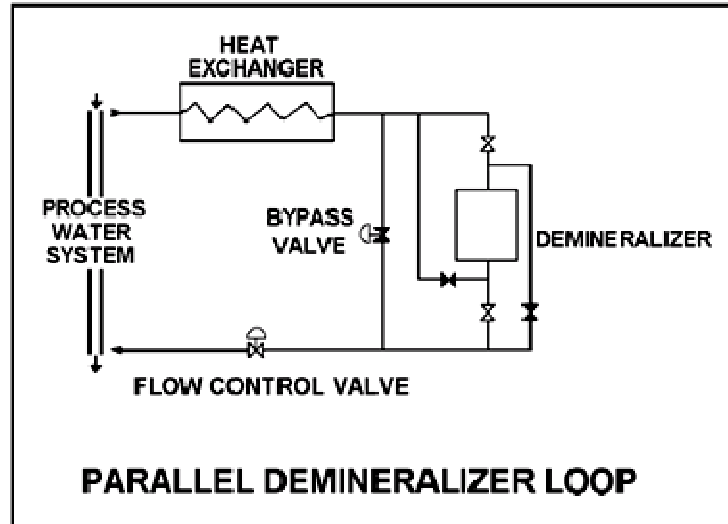 HEAT
EXCHANGER
PROCESS
WATER
SYSTEM
BYPASS
VALVE
DEMINERALIZER
FLOW CONTROL VALVE
PARALLEL DEMINERALIZER LOOP